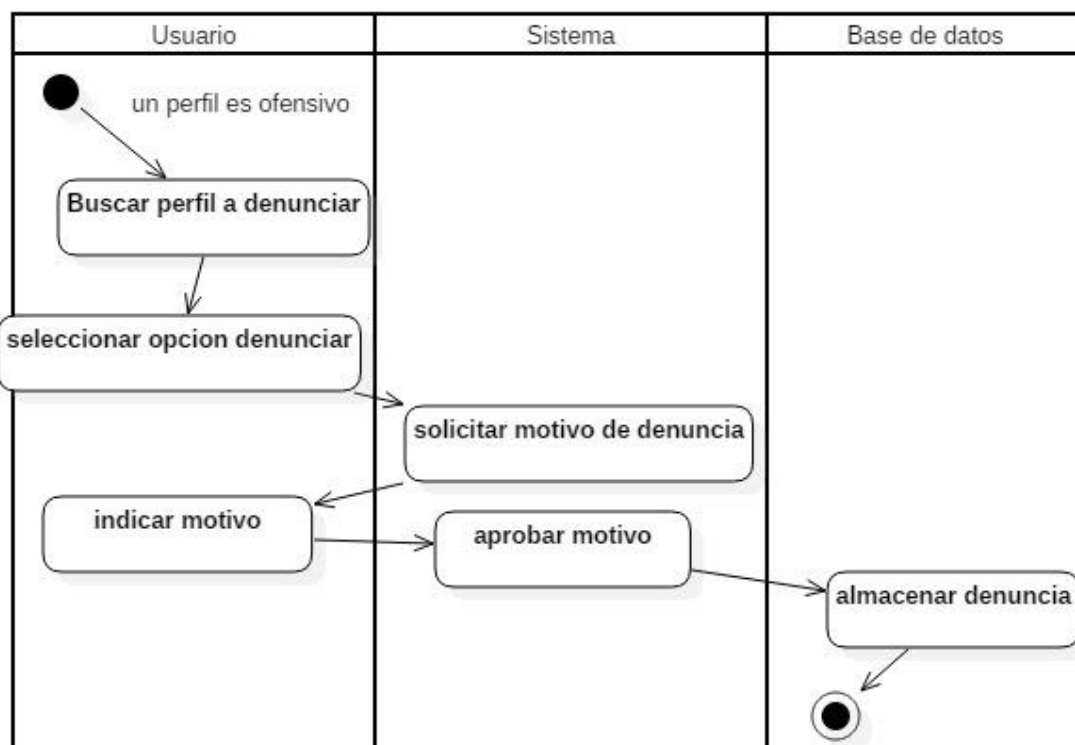 Usuario
Sistema
Base de datos
un perfil es ofensivo
Buscar perfil a denunciar
seleccionar opcion denunciar
solicitar motivo de denuncia
indicar motivo
aprobar motivo
almacenar denuncia